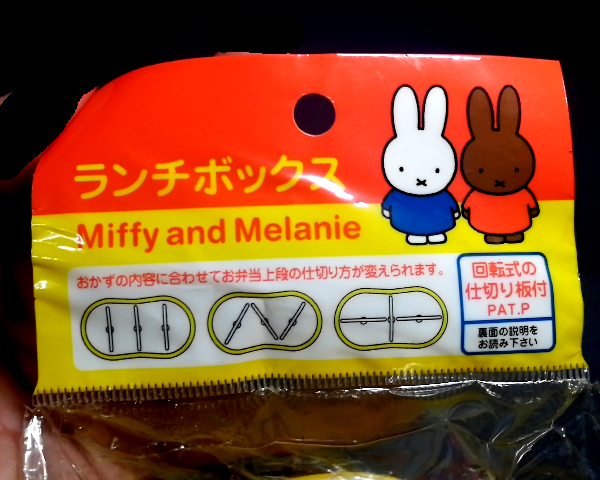 ランチボックス
Miffy and Melanie
おかずの内容に合わせてお弁当上段の仕切り方が変えられます。
回転式の
仕切り板付
PAT.P
裏面の説明を
お読み下さい